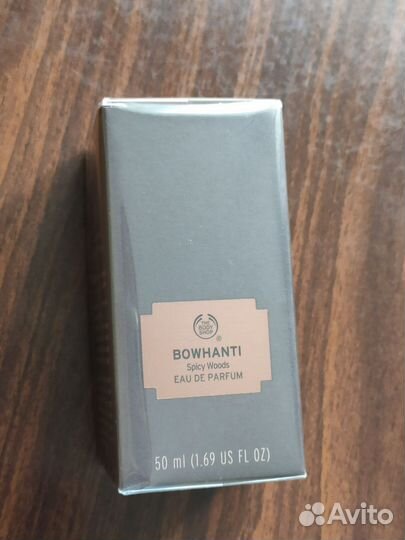 THE
BODY
SHOP
®
BOWHANTI
Spicy Woods
EAU DE PARFUM
50 ml (1.69 US FL OZ)
Avito